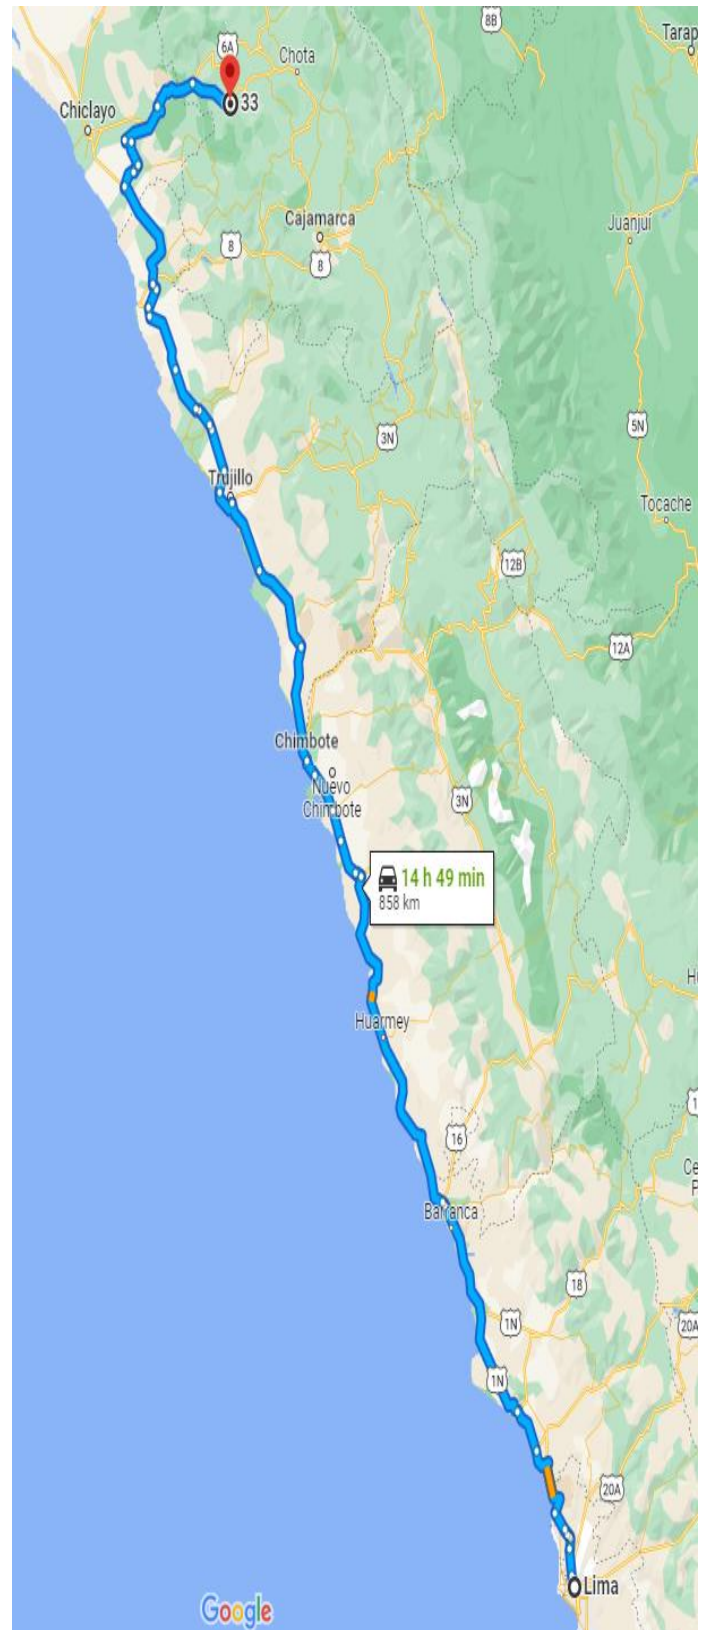 8B
Tarap
6A
Chota
33
Chiclayo
Cajamarca
Juanjuí
8
8
3N
5N
Trujillo
Tocache
12B
12A
Chimbote
Nuevo
Chimbote
3N
14 h 49 min
858 km
Huarmey
16
Barranca
18
1N
20A
1N
20A
Lima
Google